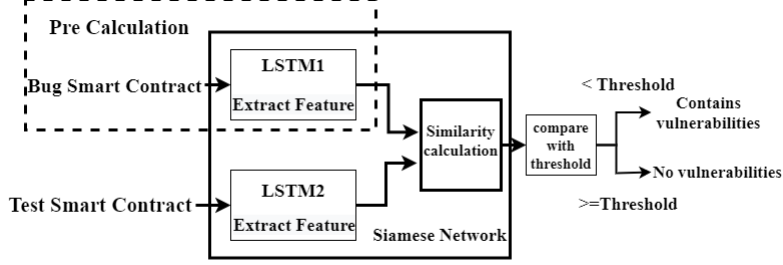 Pre Calculation
LSTM1
Bug Smart Contract
Extract Feature
< Threshold
Contains
vulnerabilities
Similarity
calculation
compare
with
threshold
LSTM2
No vulnerabilities
Test Smart Contract
Extract Feature
>=Threshold
Siamese Network